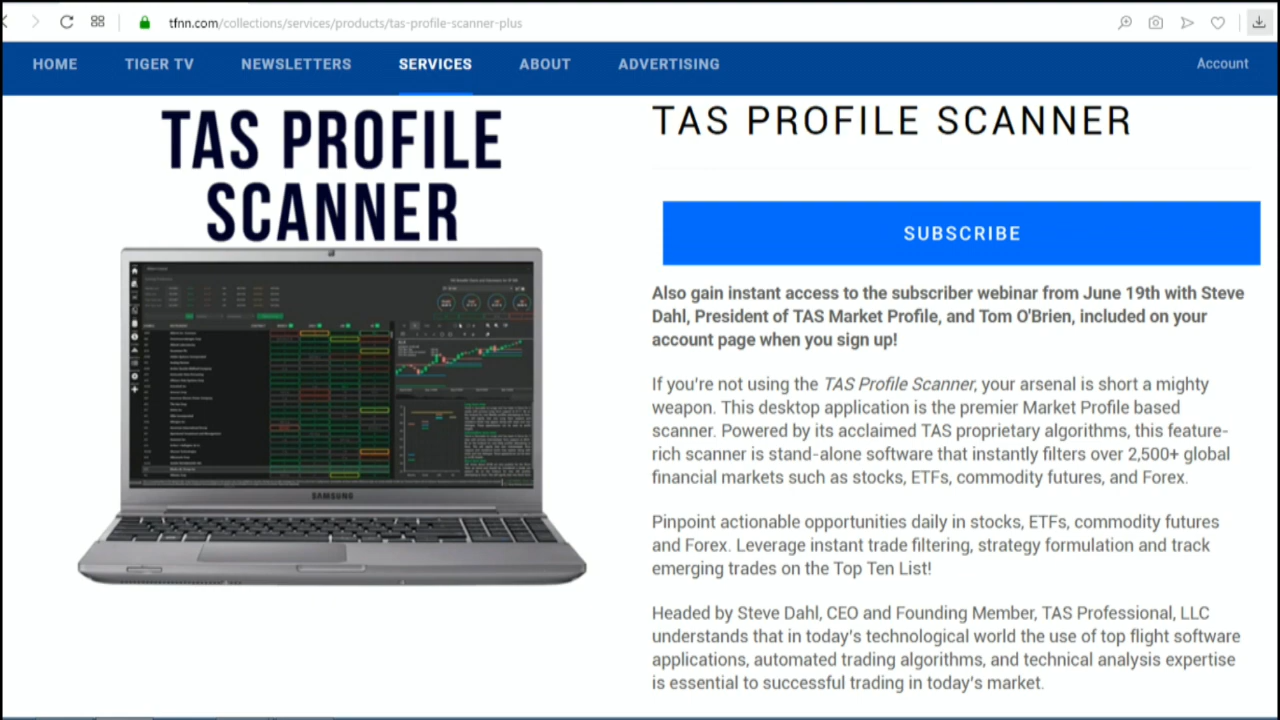 tfnn.com/collections/services/products/tas-profile-scanner-plus
HOME TIGER TV NEWSLETTERS SERVICES ABOUT ADVERTISING Account
TAS PROFILE
SCANNER
SAMSUNG
TAS PROFILE SCANNER
SUBSCRIBE
Also gain instant access to the subscriber webinar from June 19th with Steve
Dahl, President of TAS Market Profile, and Tom O'Brien, included on your
account page when you sign up!
If you're not using the TAS Profile Scanner, your arsenal is short a mighty
weapon. This desktop application is the premier Market Profile based
scanner. Powered by its acclaimed TAS proprietary algorithms, this feature-
rich scanner is stand-alone software that instantly filters over 2,500+ global
financial markets such as stocks, ETFs, commodity futures, and Forex.
Pinpoint actionable opportunities daily in stocks, ETFs, commodity futures
and Forex. Leverage instant trade filtering, strategy formulation and track
emerging trades on the Top Ten List!
Headed by Steve Dahl, CEO and Founding Member, TAS Professional, LLC
understands that in today's technological world the use of top flight software
applications, automated trading algorithms, and technical analysis expertise
is essential to successful trading in today's market.